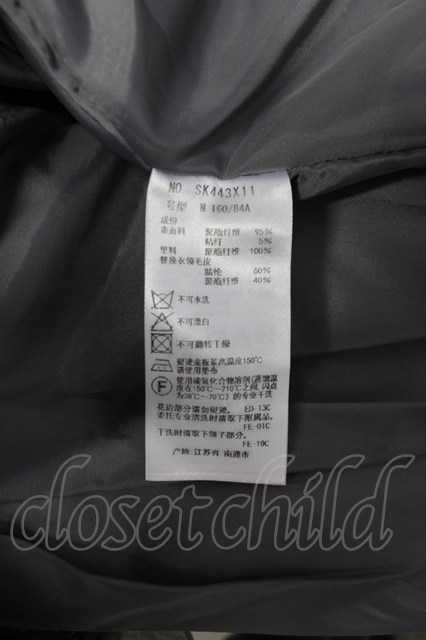 NO   SK443X11
号型   M 160/84A
成份
表面料   聚酯纤维   95%
粘纤   5%
里料   聚酯纤维   100%
替换衣领毛皮
腈纶   60%
聚酯纤维   40%
不可水洗
不可漂白
不可翻转干燥
熨烫底板最高温度150℃
请使用垫布
F
使用碳氢化合物溶剂(蒸馏温
度在150℃~210℃之间,闪点
为38℃~70℃)的专业干洗
花边部分请勿熨烫。 ED-13C
委托专业清洗时请取下附属品。
FE-01C
干洗时请取下领子部分。
FE-19C
产地:江苏省 南通市
closet child